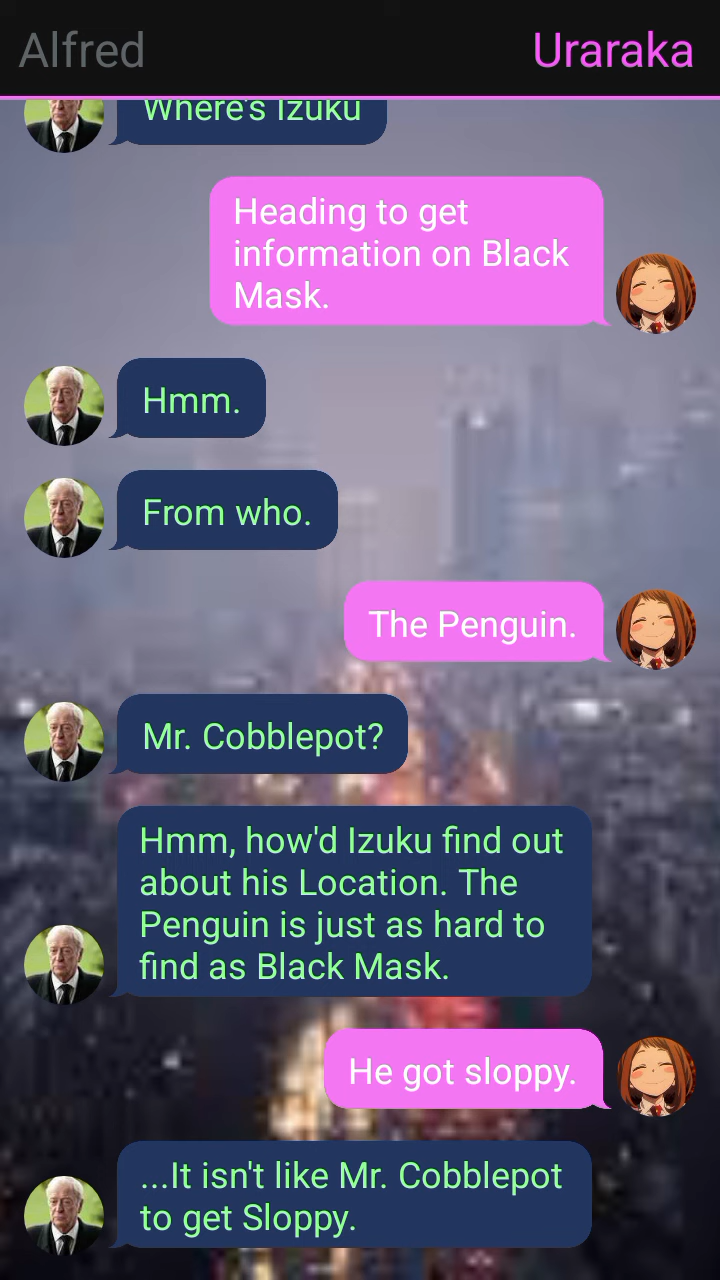 Alfred
Uraraka
Where's Izuku
Heading to get
information on Black
Mask.
Hmm.
From who.
The Penguin.
Mr. Cobblepot?
Hmm, how'd Izuku find out
about his Location. The
Penguin is just as hard to
find as Black Mask.
He got sloppy.
...It isn't like Mr. Cobblepot
to get Sloppy.